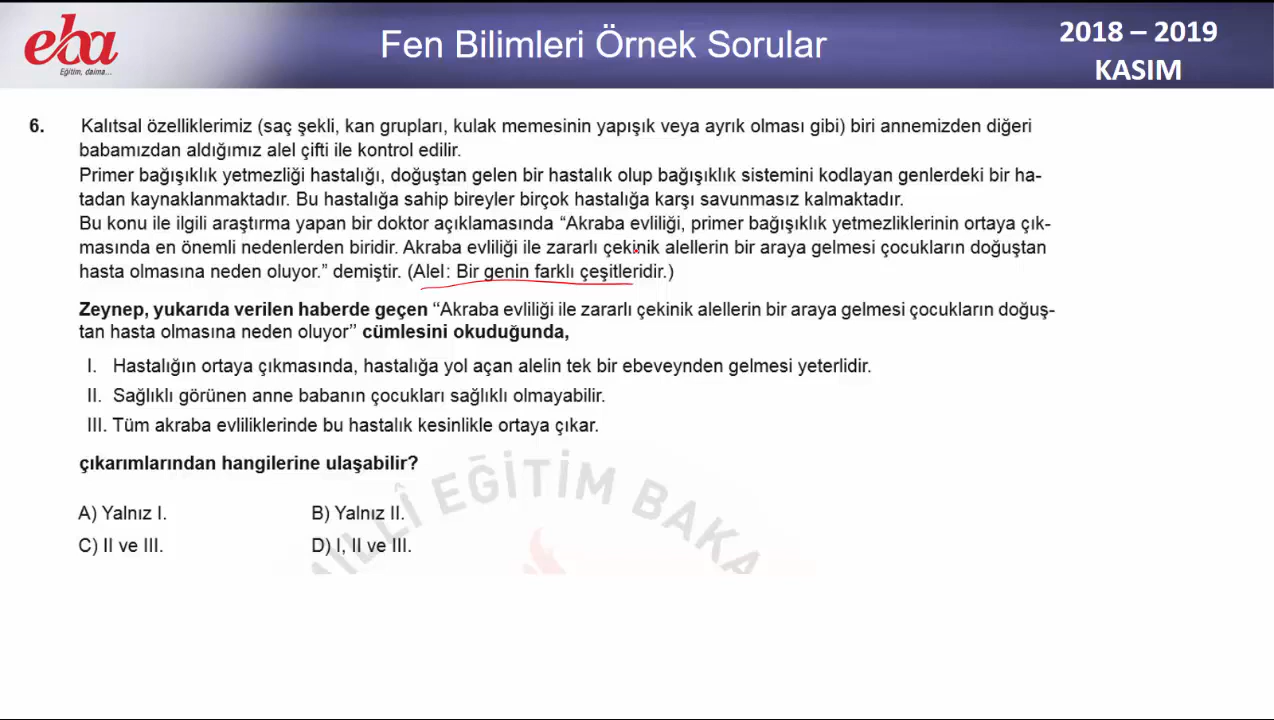 eba
Eğitim, daima...
Fen Bilimleri Örnek Sorular
2018 – 2019
KASIM
6. Kalıtsal özelliklerimiz (saç şekli, kan grupları, kulak memesinin yapışık veya ayrık olması gibi) biri annemizden diğeri
babamızdan aldığımız alel çifti ile kontrol edilir.
Primer bağışıklık yetmezliği hastalığı, doğuştan gelen bir hastalık olup bağışıklık sistemini kodlayan genlerdeki bir ha-
tadan kaynaklanmaktadır. Bu hastalığa sahip bireyler birçok hastalığa karşı savunmasız kalmaktadır.
Bu konu ile ilgili araştırma yapan bir doktor açıklamasında “Akraba evliliği, primer bağışıklık yetmezliklerinin ortaya çık-
masında en önemli nedenlerden biridir. Akraba evliliği ile zararlı çekinik alellerin bir araya gelmesi çocukların doğuştan
hasta olmasına neden oluyor.” demiştir. (Alel: Bir genin farklı çeşitleridir.)
Zeynep, yukarıda verilen haberde geçen “Akraba evliliği ile zararlı çekinik alellerin bir araya gelmesi çocukların doğuş-
tan hasta olmasına neden oluyor” cümlesini okuduğunda,
I. Hastalığın ortaya çıkmasında, hastalığa yol açan alelin tek bir ebeveynden gelmesi yeterlidir.
II. Sağlıklı görünen anne babanın çocukları sağlıklı olmayabilir.
III. Tüm akraba evliliklerinde bu hastalık kesinlikle ortaya çıkar.
çıkarımlarından hangilerine ulaşabilir?
A) Yalnız I.
B) Yalnız II.
C) II ve III.
D) I, II ve III.
MİLLÎ EĞİTİM BAKA